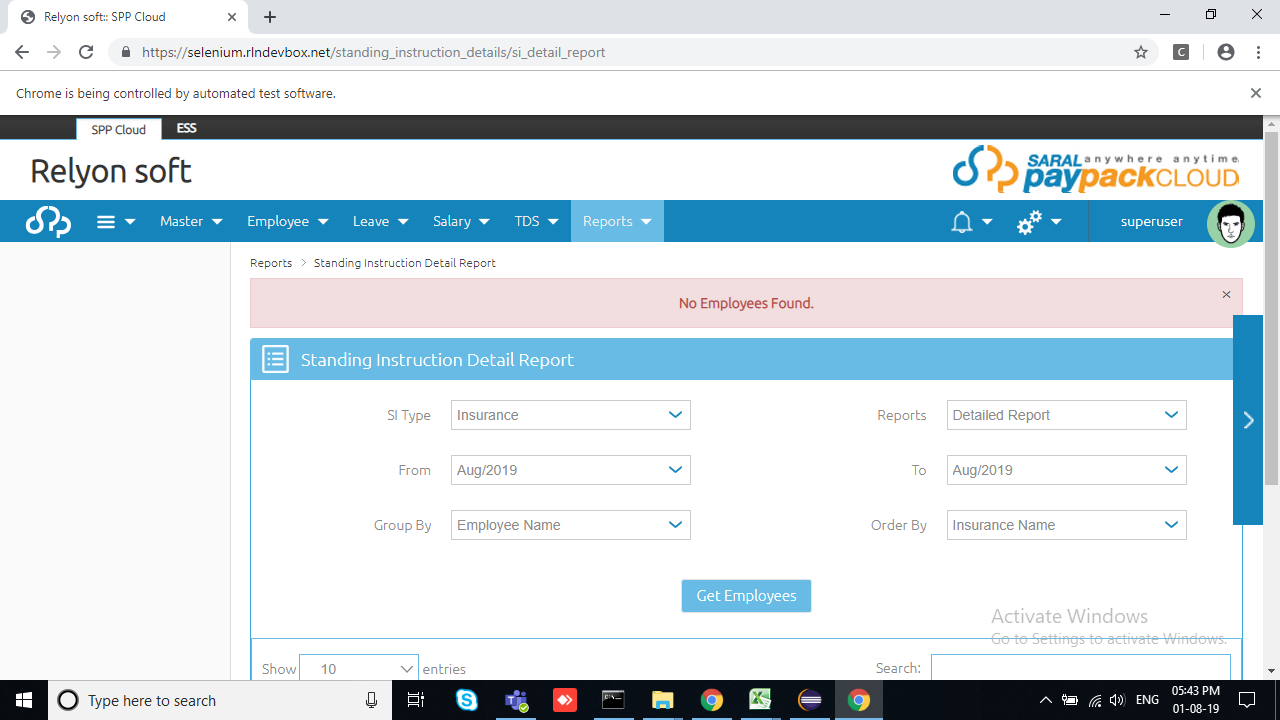 Relyon soft:: SPP Cloud
https://selenium.rlndevbox.net/standing_instruction_details/si_detail_report
C
Chrome is being controlled by automated test software.
SPP Cloud ESS
Relyon soft
SARAL anywhere anytime
paypackCLOUD
Master Employee Leave Salary TDS Reports superuser
Reports > Standing Instruction Detail Report
No Employees Found.
Standing Instruction Detail Report
SI Type Insurance Reports Detailed Report
From Aug/2019 To Aug/2019
Group By Employee Name Order By Insurance Name
Get Employees
Activate Windows
Go to Settings to activate Windows.
Show 10 entries Search:
Type here to search
ENG 05:43 PM
01-08-19